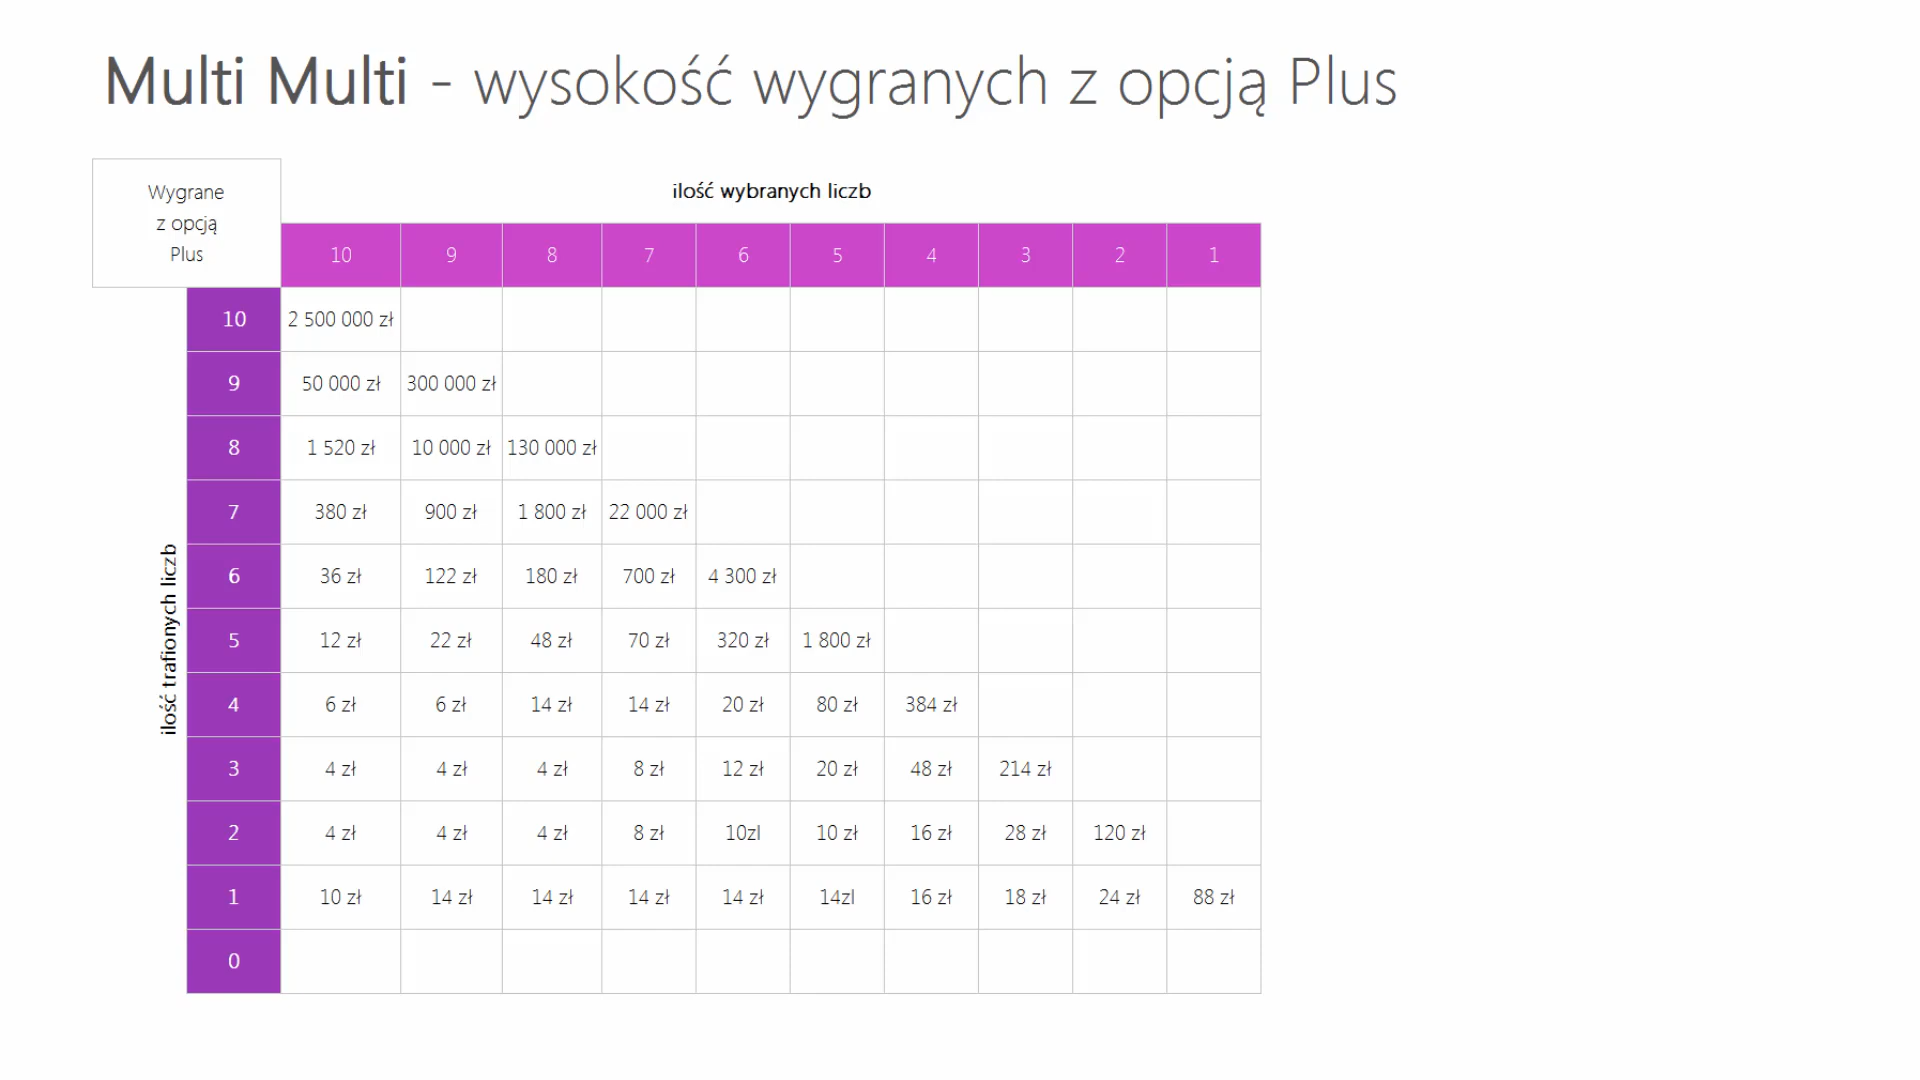 Multi Multi - wysokość wygranych z opcją Plus
Wygrane
z opcją
Plus
ilość wybranych liczb
10 9 8 7 6 5 4 3 2 1
ilość trafionych liczb
10 2 500 000 zł
9 50 000 zł 300 000 zł
8 1 520 zł 10 000 zł 130 000 zł
7 380 zł 900 zł 1 800 zł 22 000 zł
6 36 zł 122 zł 180 zł 700 zł 4 300 zł
5 12 zł 22 zł 48 zł 70 zł 320 zł 1 800 zł
4 6 zł 6 zł 14 zł 14 zł 20 zł 80 zł 384 zł
3 4 zł 4 zł 4 zł 8 zł 12 zł 20 zł 48 zł 214 zł
2 4 zł 4 zł 4 zł 8 zł 10zl 10 zł 16 zł 28 zł 120 zł
1 10 zł 14 zł 14 zł 14 zł 14 zł 14zl 16 zł 18 zł 24 zł 88 zł
0